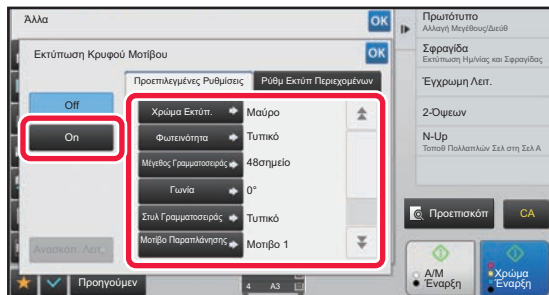 Άλλα
OK
Εκτύπωση Κρυφού Μοτίβου
OK
Προεπιλεγμένες Ρυθμίσεις
Ρύθμ Εκτύπ Περιεχομένων
Off
On
Χρώμα Εκτύπ.
Μαύρο
Φωτεινότητα
Τυπικό
Μέγεθος Γραμματοσειράς
48σημείο
Γωνία
0°
Στυλ Γραμματοσειράς
Τυπικό
Μοτίβο Παραπλάνησης
Μοτιβο 1
Ανασκόπ. Λειτ.
Προηγούμεν
4 A3
Πρωτότυπο
Αλλαγή Μεγέθους/Διεύθ
Σφραγίδα
Εκτύπωση Ημ/νίας και Σφραγίδας
Έγχρωμη Λειτ.
2-Όψεων
N-Up
Τοποθ Πολλαπλών Σελ στη Σελ Α
Προεπισκόπ
CA
Α/Μ
Έναρξη
Χρώμα
Έναρξη